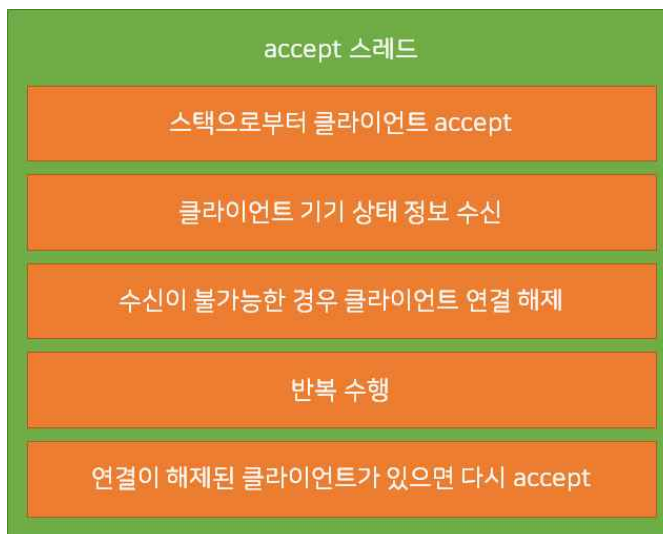 accept 스레드
스택으로부터 클라이언트 accept
클라이언트 기기 상태 정보 수신
수신이 불가능한 경우 클라이언트 연결 해제
반복 수행
연결이 해제된 클라이언트가 있으면 다시 accept